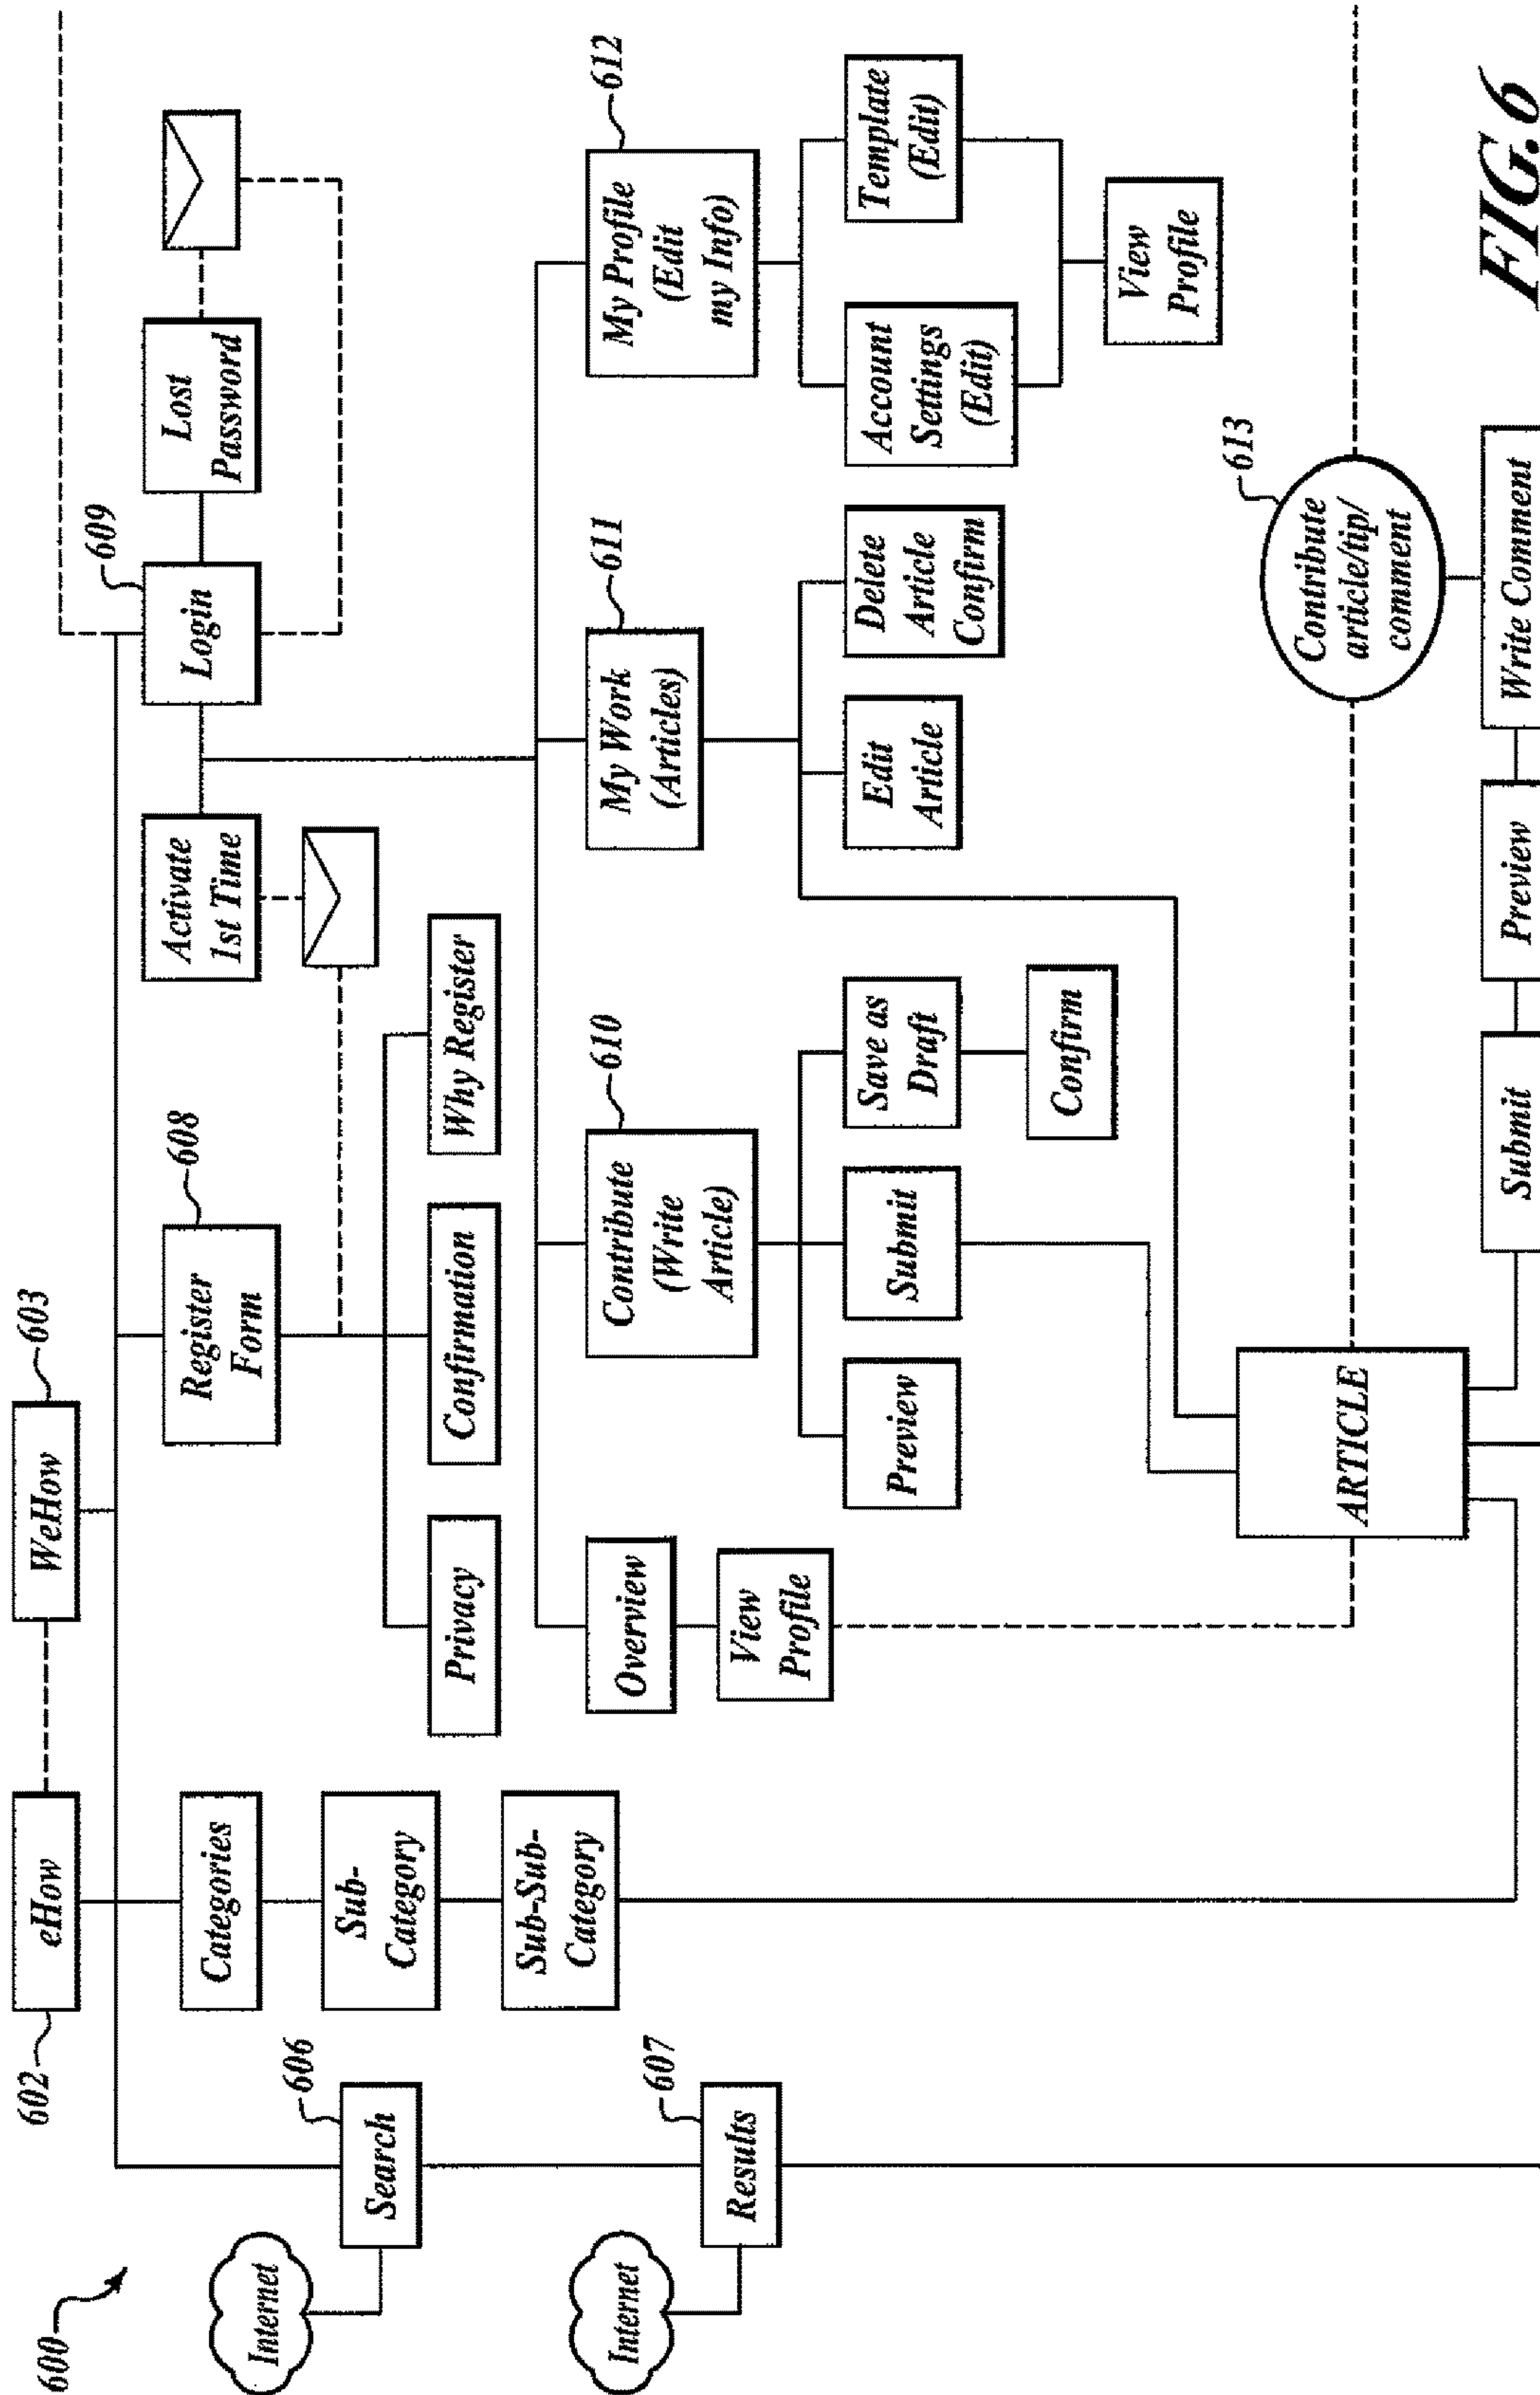 600
602
eHow
WeHow
603
609
Internet
606
Search
Categories
Sub-
Category
Sub-Sub-
Category
608
Register
Form
Privacy
Confirmation
Why Register
Activate
1st Time
Login
Lost
Password
Internet
607
Results
Overview
View
Profile
610
Contribute
(Write
Article)
Preview
Submit
Save as
Draft
Confirm
611
My Work
(Articles)
Edit
Article
Delete
Article
Confirm
612
My Profile
(Edit
my Info)
Account
Settings
(Edit)
Template
(Edit)
View
Profile
ARTICLE
613
Contribute
article/tip/
comment
Submit
Preview
Write Comment
FIG.6